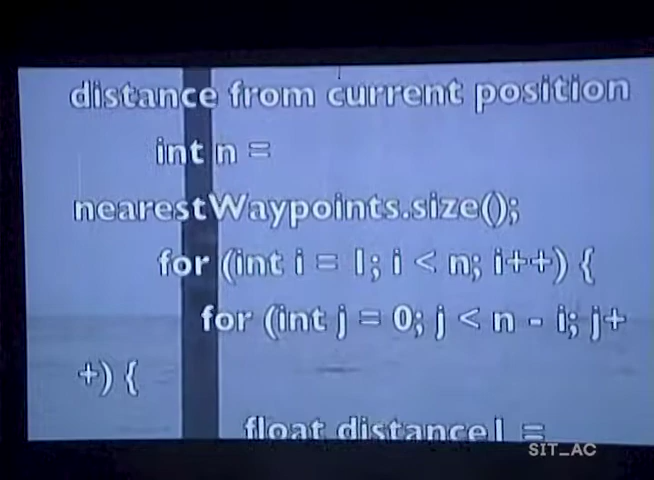 distance from current position
int n =
nearestWaypoints.size();
for (int i = 1; i < n; i++) {
for (int j = 0; j < n - i; j+
+) {
float distance1 =
SIT_AC